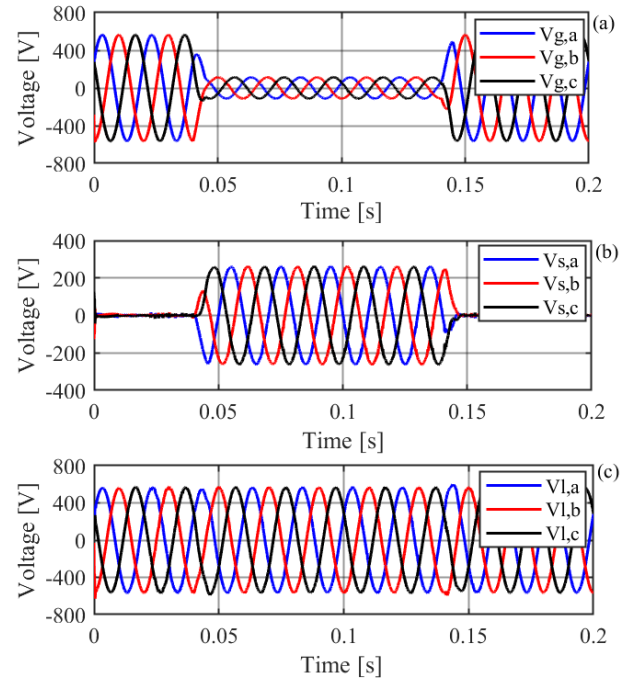 800
400
0
-400
-800
Voltage [V]
(a)
Vg,a
Vg,b
Vg,c
0
0.05
0.1
0.15
0.2
Time [s]
400
200
0
-200
-400
Voltage [V]
(b)
Vs,a
Vs,b
Vs,c
0
0.05
0.1
0.15
0.2
Time [s]
800
400
0
-400
-800
Voltage [V]
(c)
Vl,a
Vl,b
Vl,c
0
0.05
0.1
0.15
0.2
Time [s]